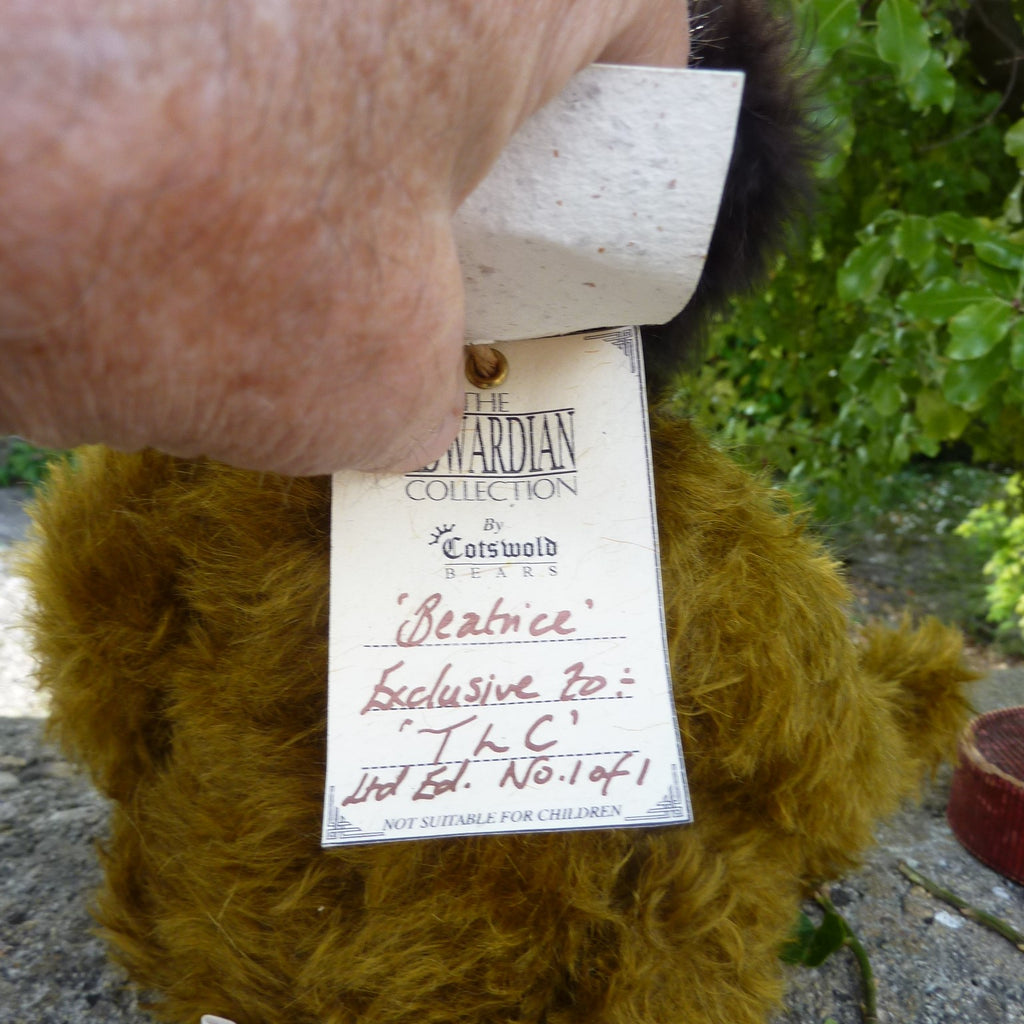 THE
WARDIAN
COLLECTION
By
Cotswold
BEARS
'Beatrice'
Exclusive to:-
'TLC'
Ltd Ed. No.1 of 1
NOT SUITABLE FOR CHILDREN